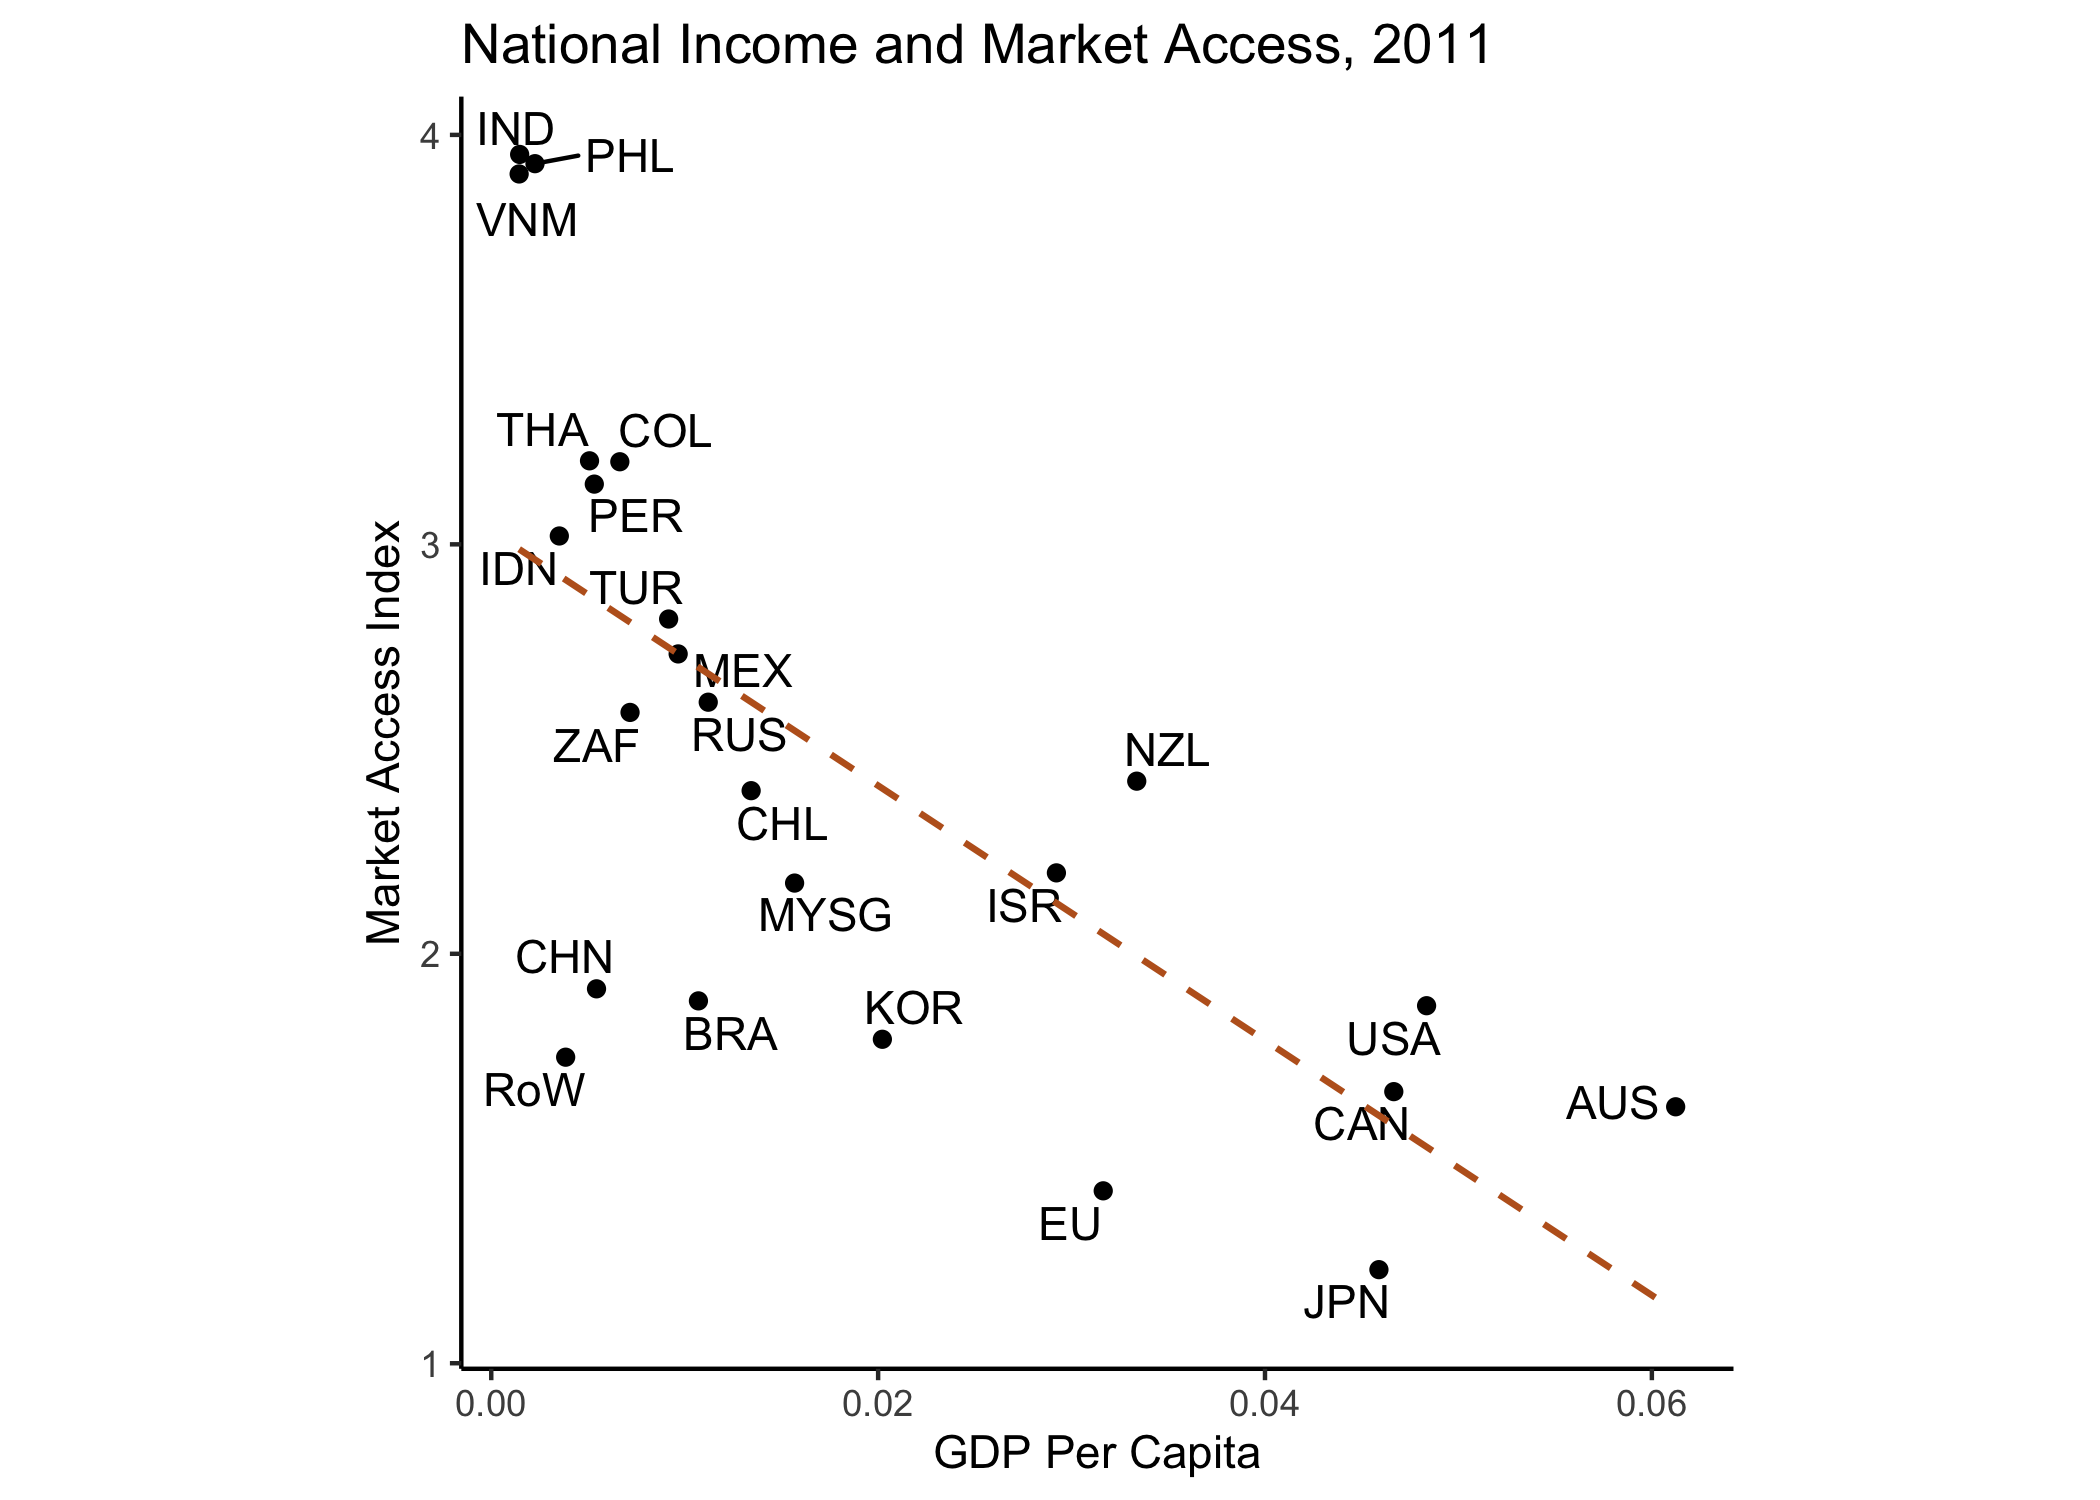 National Income and Market Access, 2011
4
IND
PHL
VNM
THA
COL
PER
3
IDN
TUR
MEX
RUS
ZAF
NZL
CHL
ISR
MYSG
2
CHN
KOR
BRA
USA
RoW
AUS
CAN
EU
JPN
1
Market Access Index
0.00
0.02
0.04
0.06
GDP Per Capita